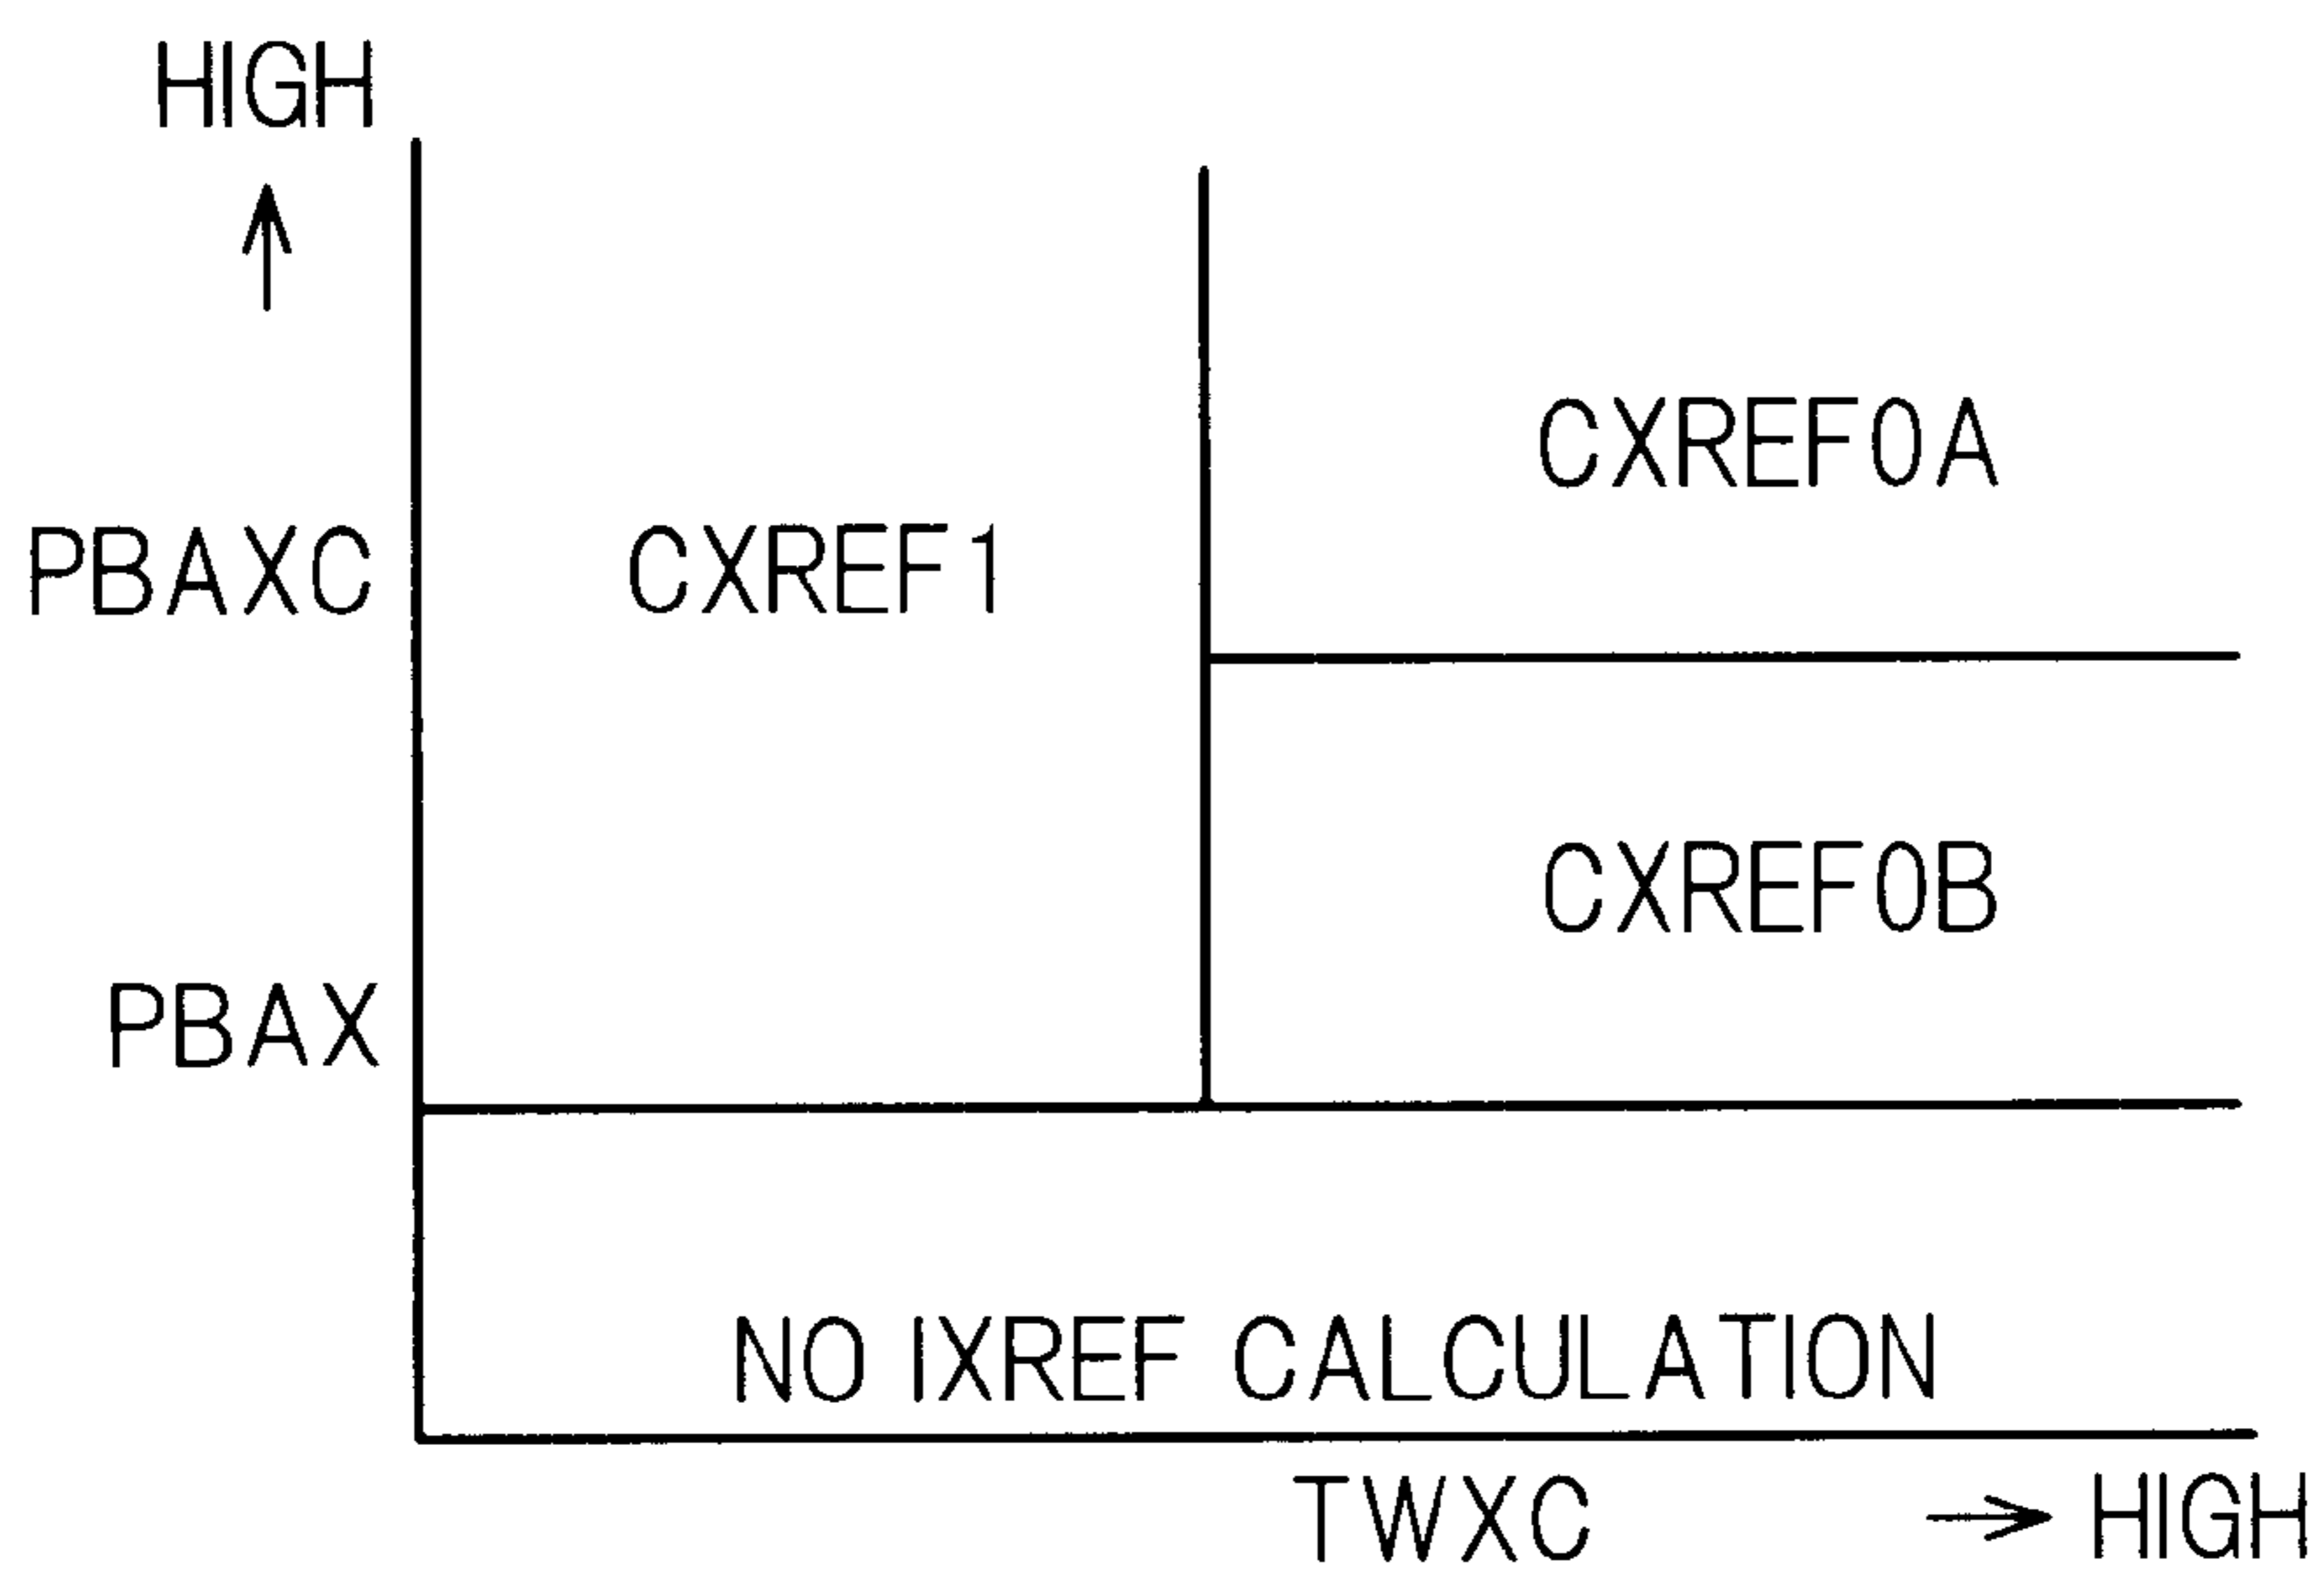 HIGH
CXREF0A
PBAXC
CXREF1
CXREF0B
PBAX
NO IXREF CALCULATION
TWXC
HIGH